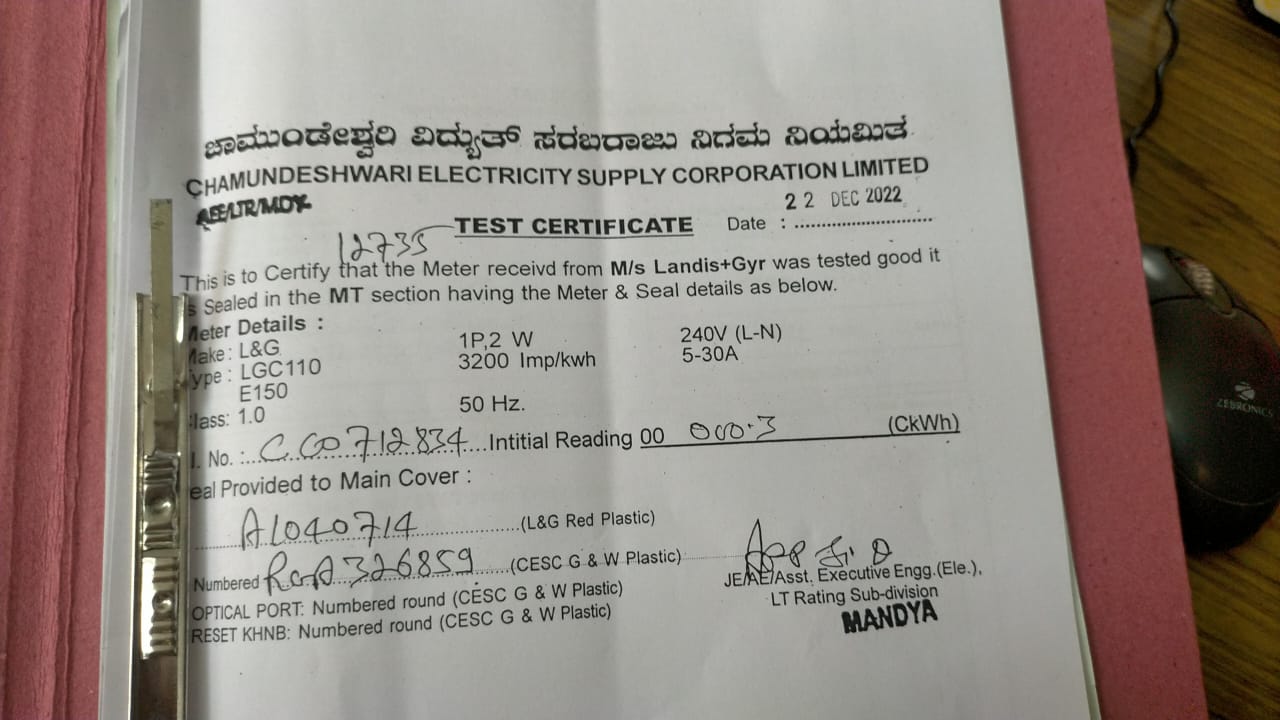 ಚಾಮುಂಡೇಶ್ವರಿ ವಿದ್ಯುತ್ ಸರಬರಾಜು ನಿಗಮ ನಿಯಮಿತ
CHAMUNDESHWARI ELECTRICITY SUPPLY CORPORATION LIMITED
AEE/LTR/MDY
22 DEC 2022
TEST CERTIFICATE Date :
12735
This is to Certify that the Meter receivd from M/s Landis+Gyr was tested good it
s Sealed in the MT section having the Meter & Seal details as below.
Meter Details :
Make : L&G 1P,2 W 240V (L-N)
ype : LGC110 3200 Imp/kwh 5-30A
E150
lass: 1.0 50 Hz.
l. No. : 712834 Intitial Reading 00 000.3 (CkWh)
eal Provided to Main Cover :
A1040714 (L&G Red Plastic)
Numbered 326859 (CESC G & W Plastic)
OPTICAL PORT: Numbered round (CESC G & W Plastic)
RESET KHNB: Numbered round (CESC G & W Plastic)
JE/AE/Asst. Executive Engg.(Ele.),
LT Rating Sub-division
MANDYA
ZEBRONICS